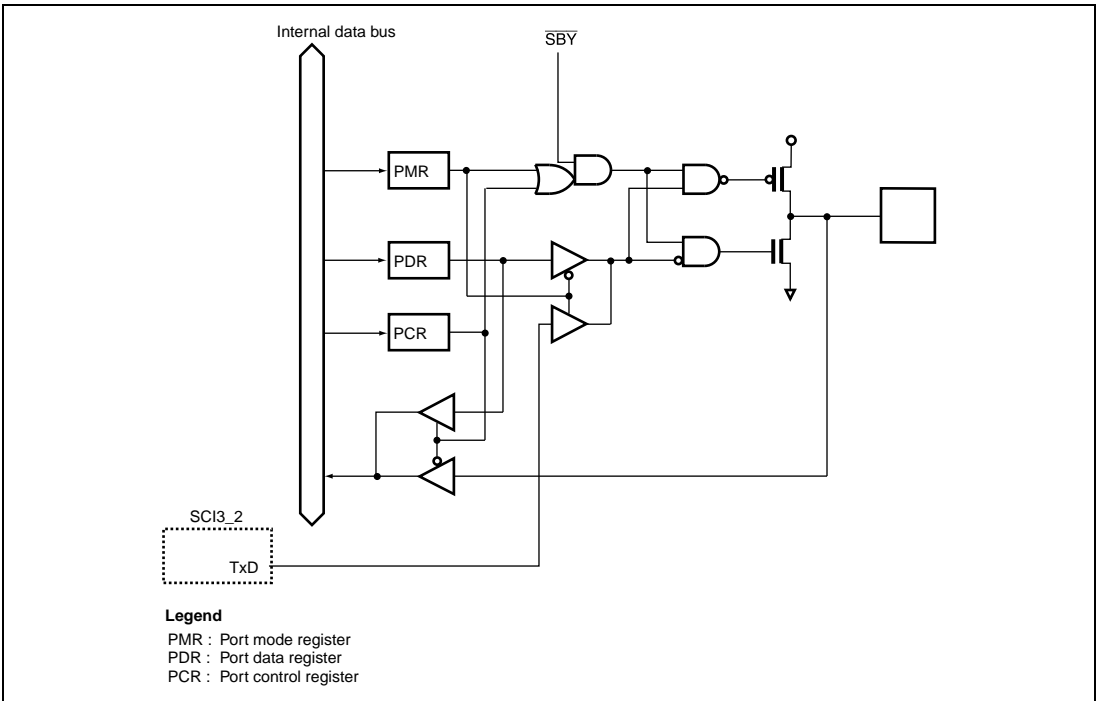 Internal data bus
SBY
PMR
PDR
PCR
SCI3_2
TxD
Legend
PMR : Port mode register
PDR : Port data register
PCR : Port control register